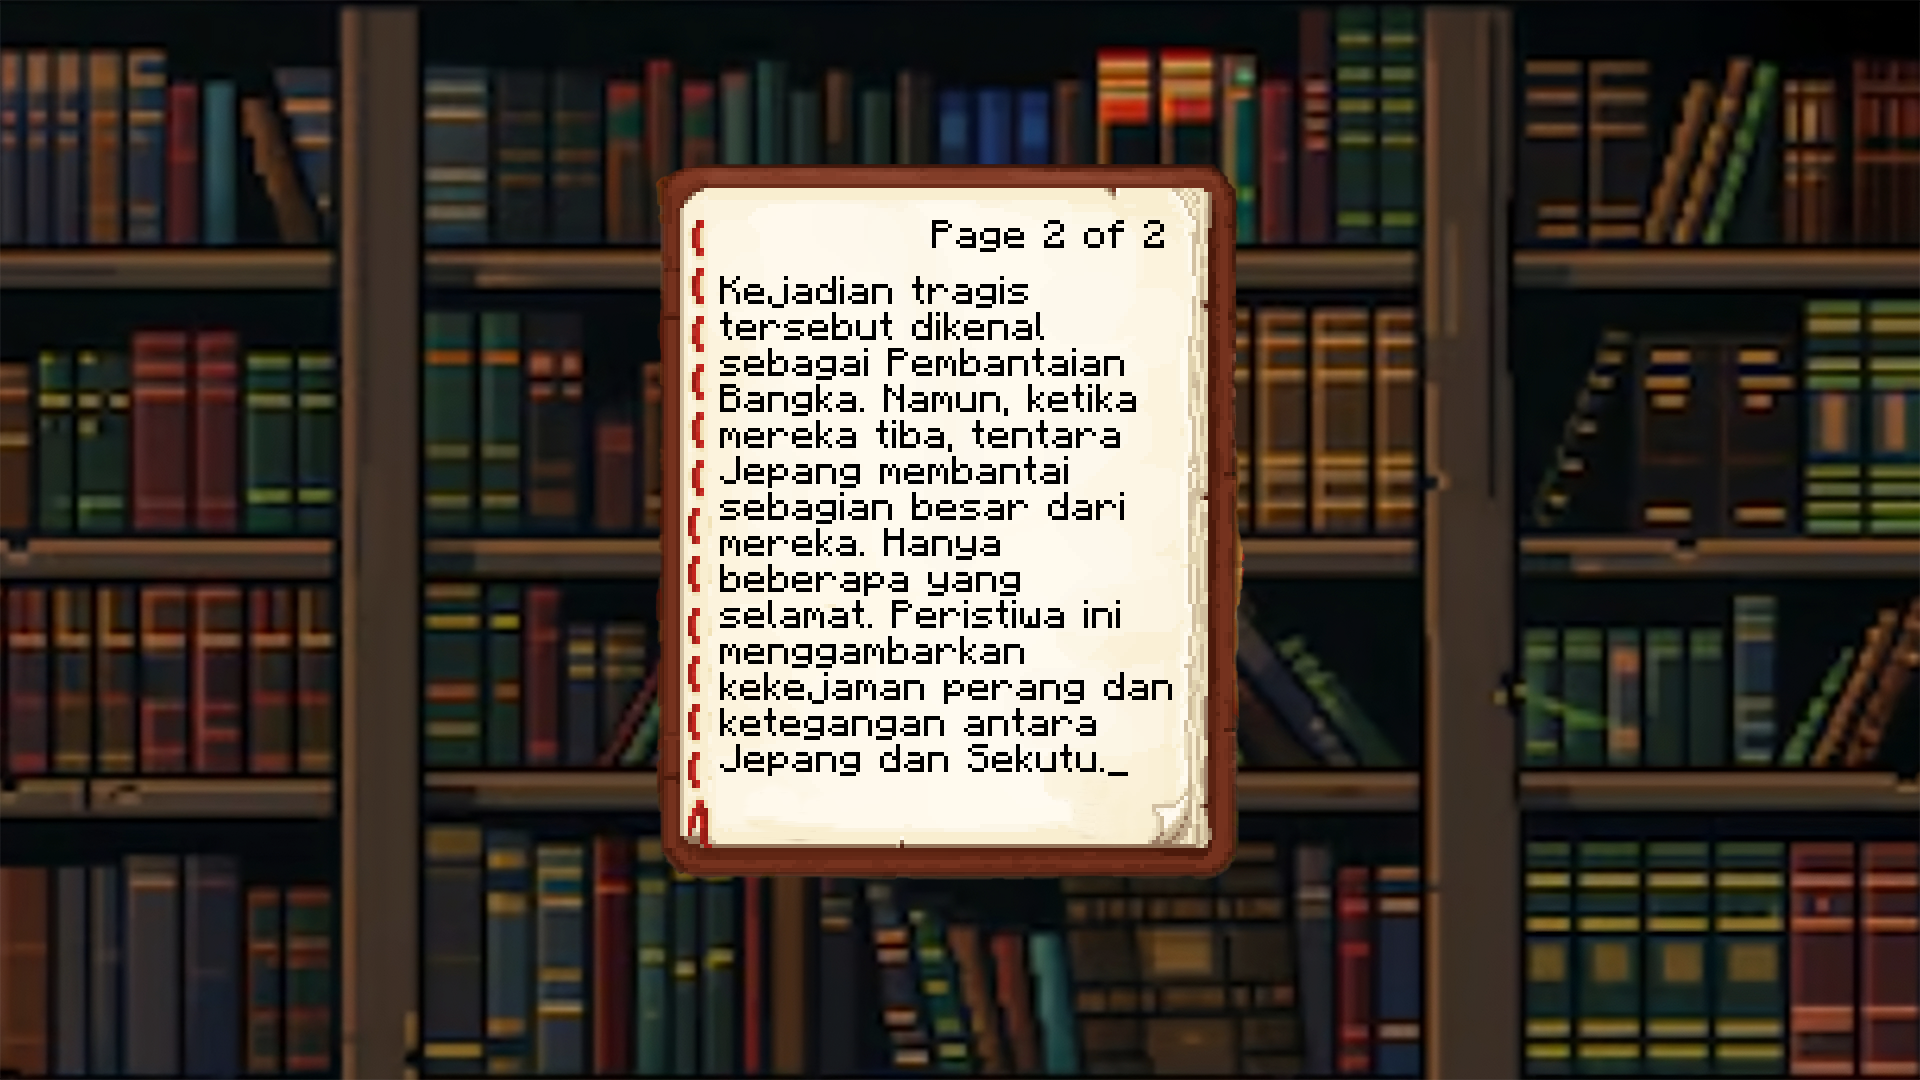 Page 2 of 2
Kejadian tragis
tersebut dikenal
sebagai Pembantaian
Bangka. Namun, ketika
mereka tiba, tentara
Jepang membantai
sebagian besar dari
mereka. Hanya
beberapa yang
selamat. Peristiwa ini
menggambarkan
kekejaman perang dan
ketegangan antara
Jepang dan Sekutu._